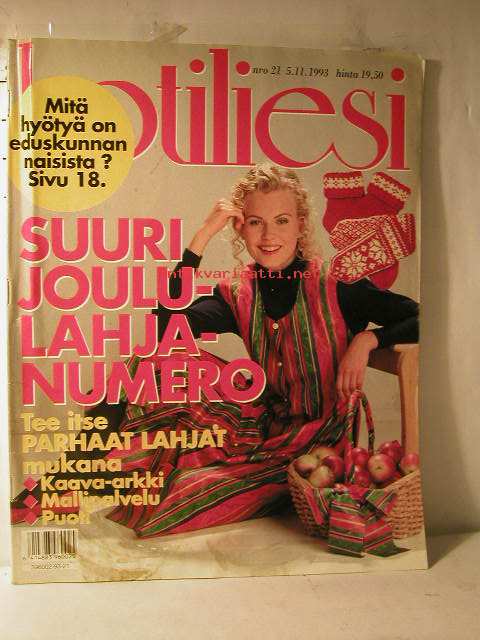 nro 21 5.11.1993 hinta 19,50
kotiliesi
Mitä
hyötyä on
eduskunnan
naisista ?
Sivu 18.
SUURI
JOULU-
LAHJA-
NUMERO
antikvariaatti.net
Tee itse
PARHAAT LAHJAT
mukana
Kaava-arkki
Mallipalvelu